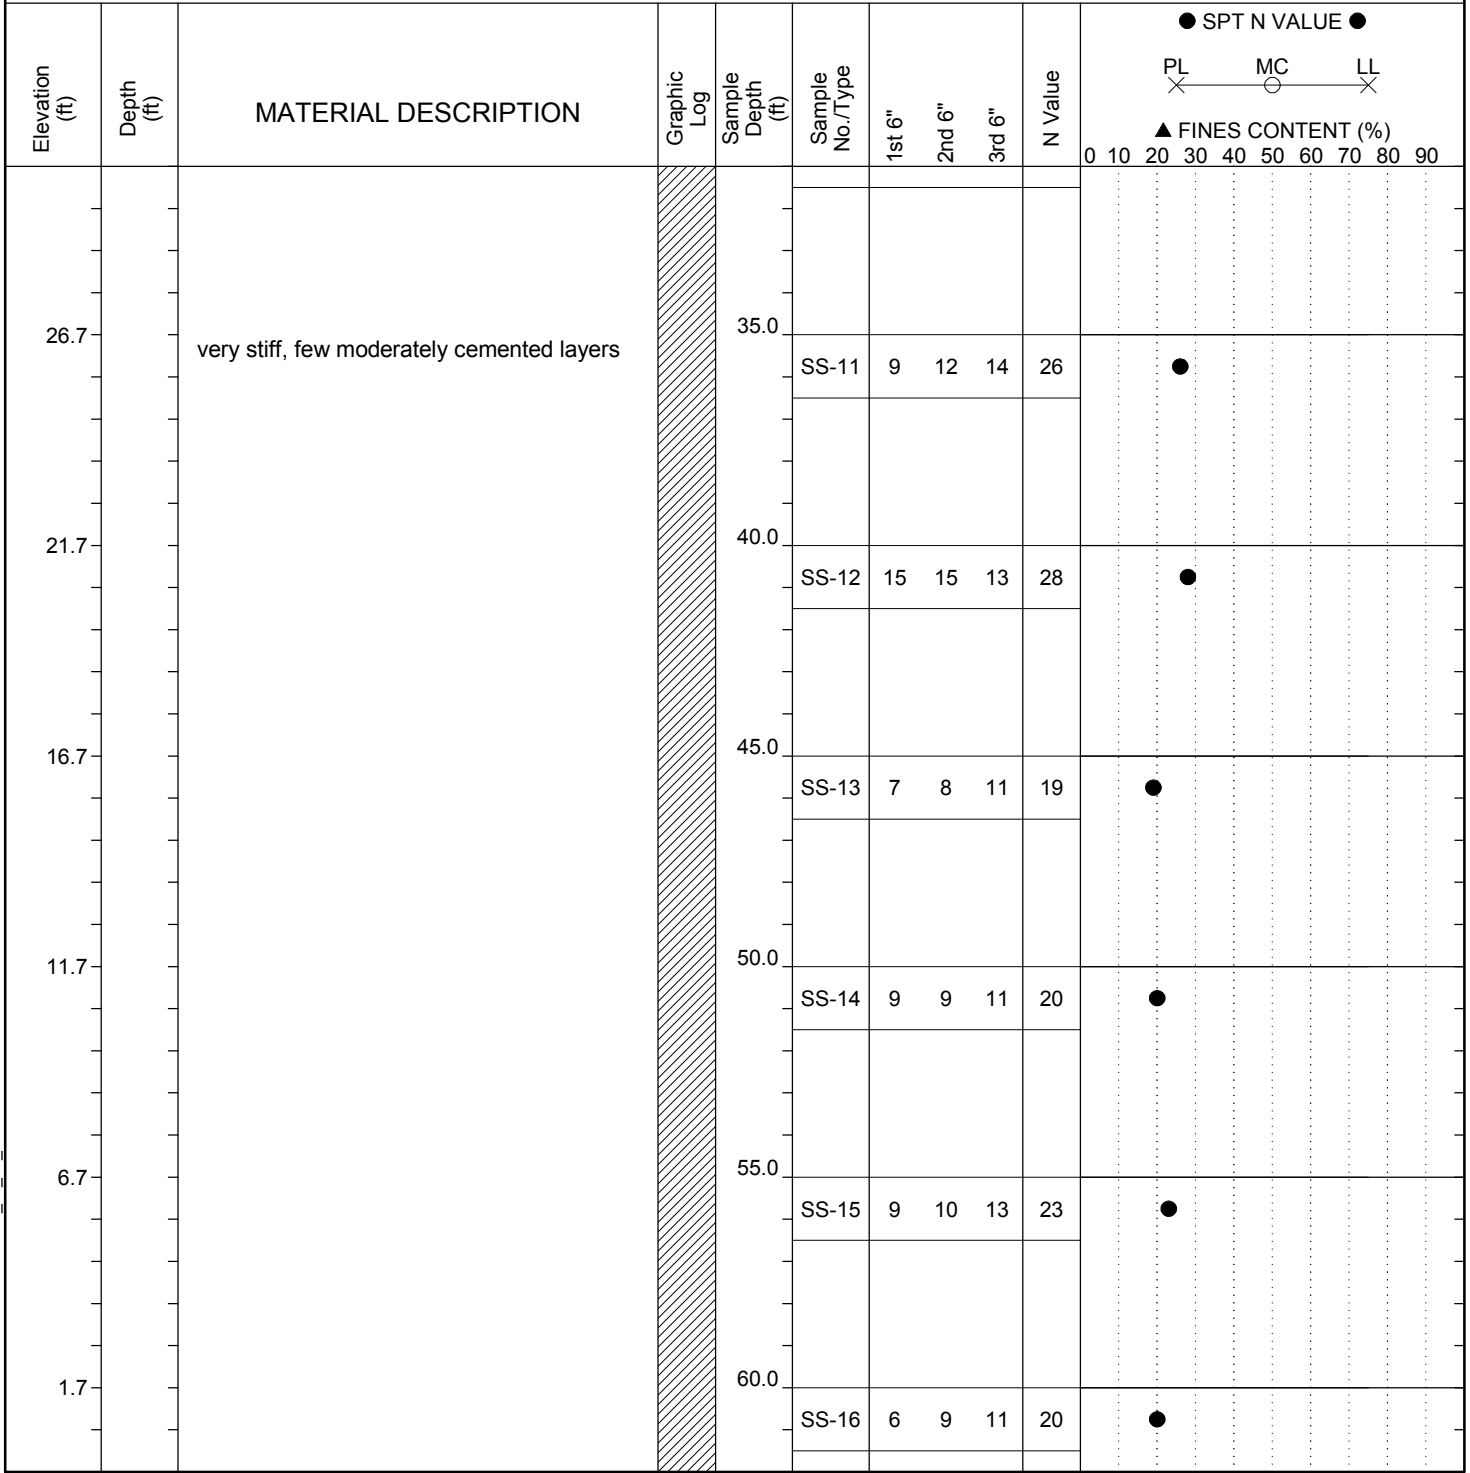 ● SPT N VALUE ●
PL MC LL
▲ FINES CONTENT (%)
0 10 20 30 40 50 60 70 80 90
Elevation
(ft)
Depth
(ft)
MATERIAL DESCRIPTION
Graphic
Log
Sample
Depth
(ft)
Sample
No./Type
1st 6"
2nd 6"
3rd 6"
N Value
26.7 35.0
very stiff, few moderately cemented layers
SS-11 9 12 14 26
21.7 40.0
SS-12 15 15 13 28
16.7 45.0
SS-13 7 8 11 19
11.7 50.0
SS-14 9 9 11 20
6.7 55.0
SS-15 9 10 13 23
1.7 60.0
SS-16 6 9 11 20